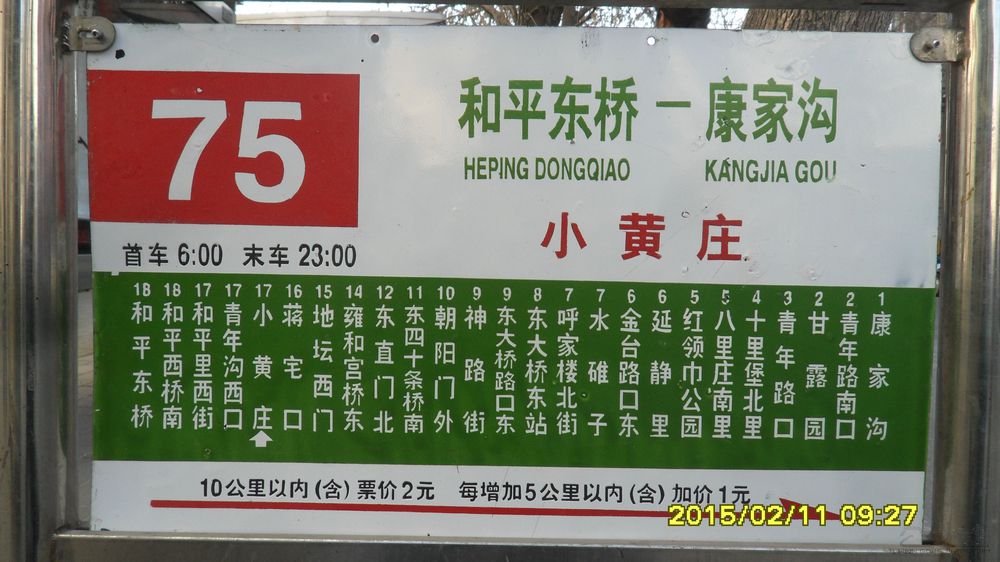 75
和平东桥 — 康家沟
HEPING DONGQIAO KANGJIA GOU
小黄庄
首车 6:00 末车 23:00
18 和平东桥
18 和平西桥南
17 和平里西街
17 青年沟西口
17 小黄庄
16 蒋宅口
15 地坛西门
14 雍和宫桥东
12 东直门北
11 东四十条桥南
10 朝阳门外
9 神路街
9 东大桥路口东
8 东大桥东站
7 呼家楼北街
7 水碓子
6 金台路口东
6 延静里
5 红领巾公园
5 八里庄南里
4 十里堡北里
3 青年路口
2 甘露园
2 青年路南口
1 康家沟
10公里以内(含)票价2元 每增加5公里以内(含)加价1元
2015/02/11 09:27